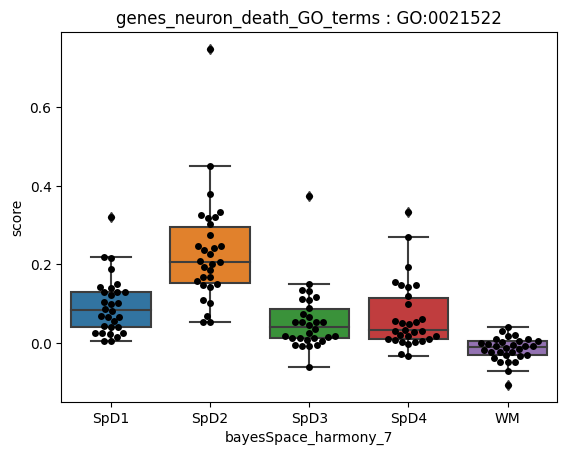 genes_neuron_death_GO_terms : GO:0021522
score
0.6
0.4
0.2
0.0
SpD1 SpD2 SpD3 SpD4 WM
bayesSpace_harmony_7